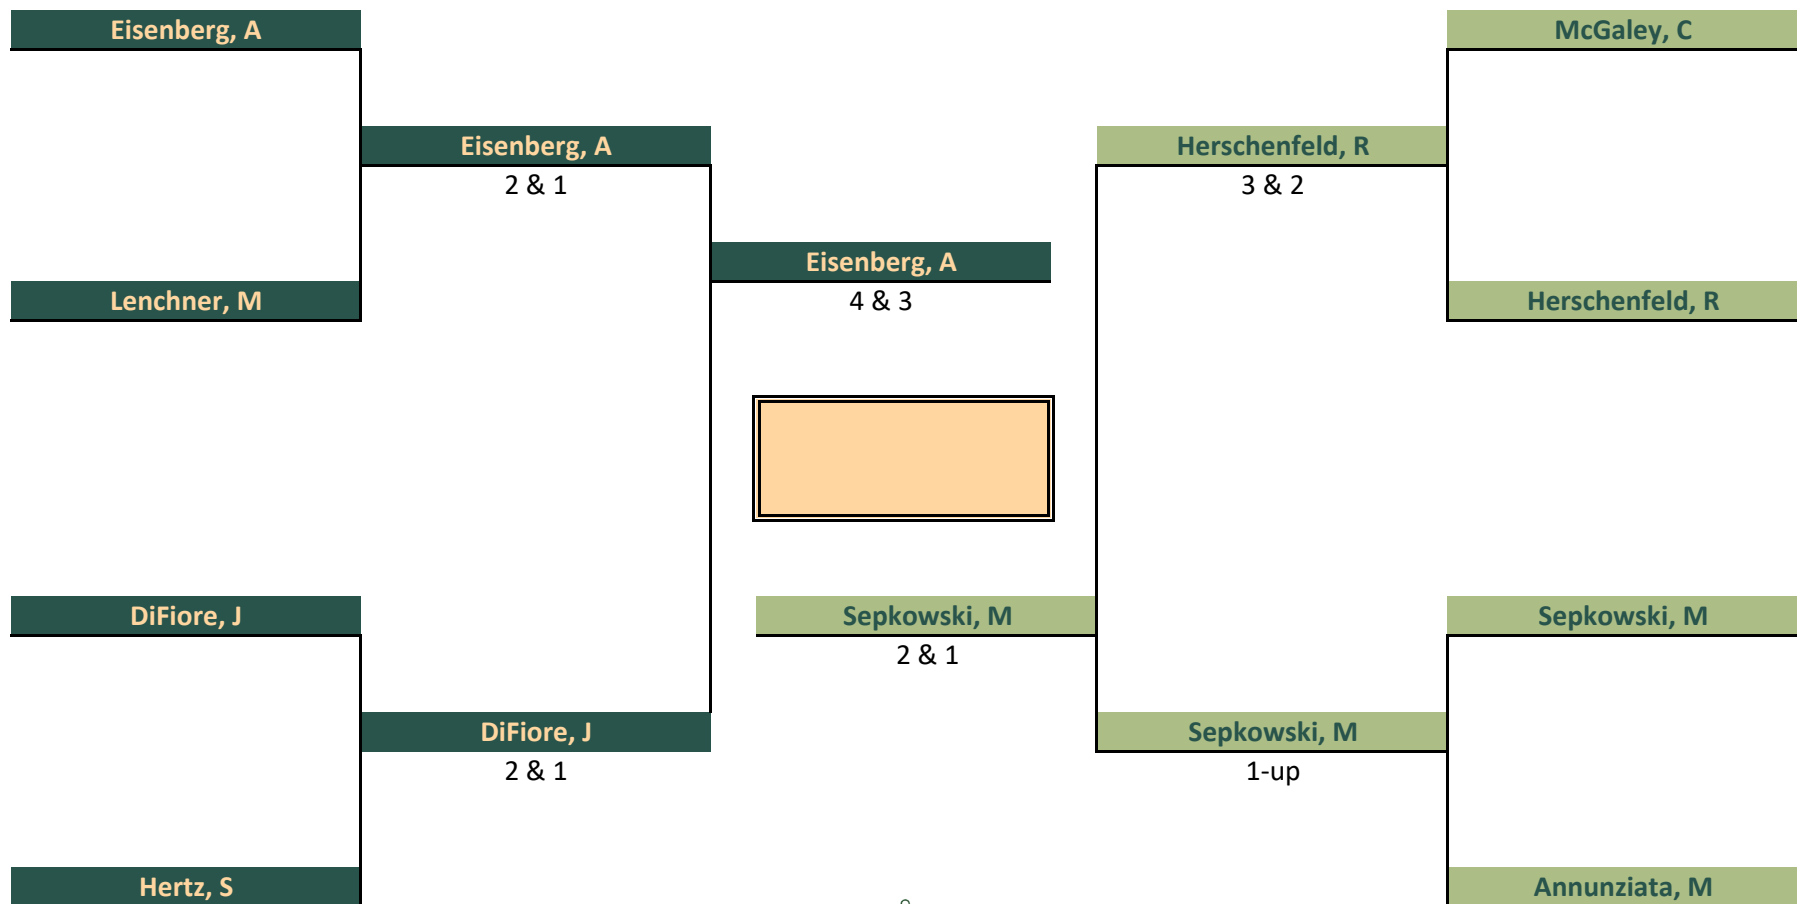 Eisenberg, A
McGaley, C
Eisenberg, A
Herschenfeld, R
2 & 1
3 & 2
Eisenberg, A
Lenchner, M
4 & 3
Herschenfeld, R
DiFiore, J
Sepkowski, M
Sepkowski, M
2 & 1
DiFiore, J
Sepkowski, M
2 & 1
1-up
Hertz, S
Annunziata, M